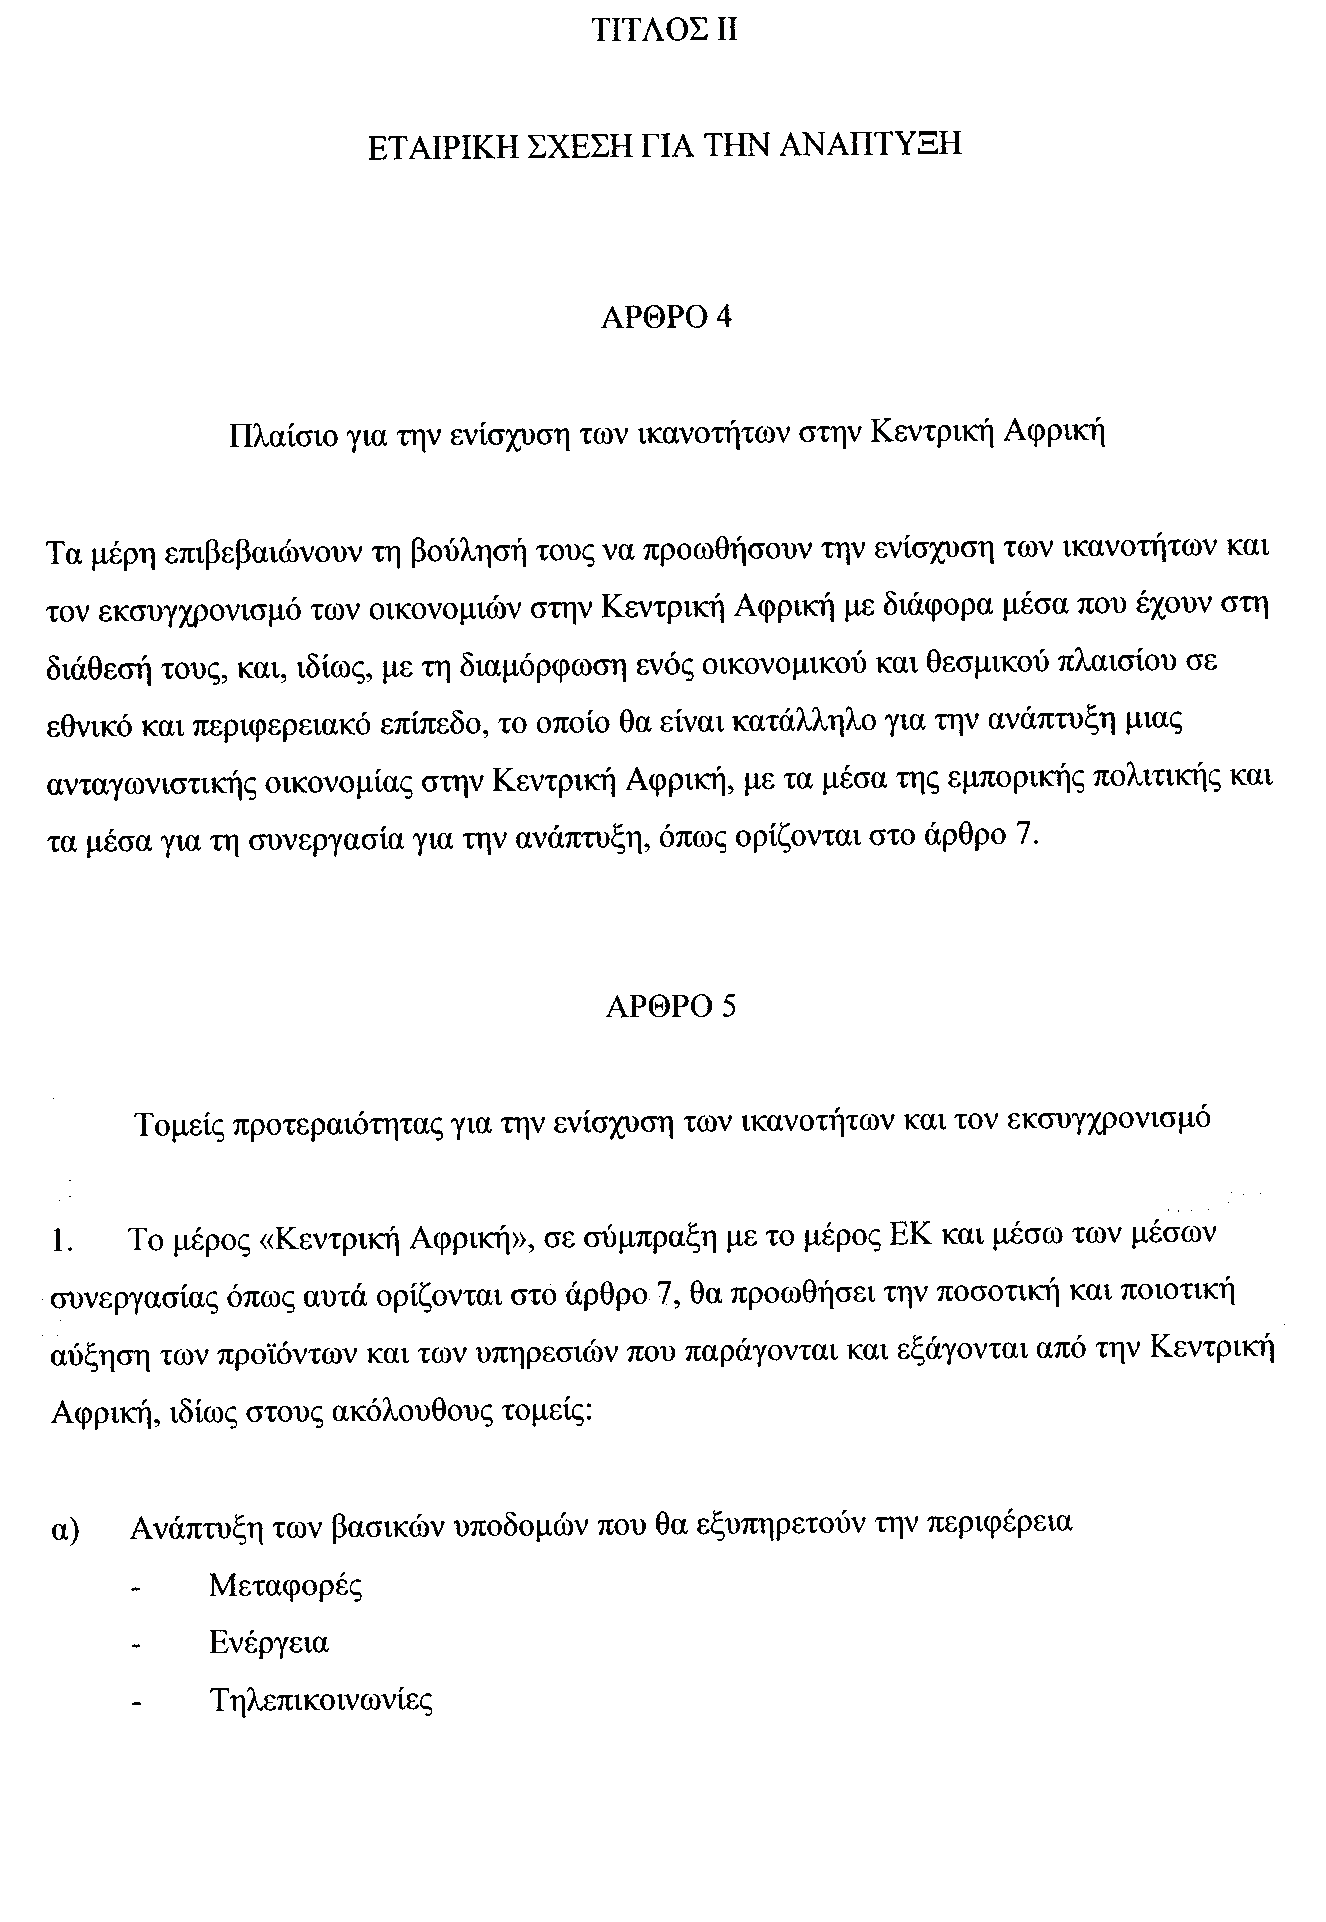 ΤΙΤΛΟΣ ΙΙ
ΕΤΑΙΡΙΚΗ ΣΧΕΣΗ ΓΙΑ ΤΗΝ ΑΝΑΠΤΥΞΗ
ΑΡΘΡΟ 4
Πλαίσιο για την ενίσχυση των ικανοτήτων στην Κεντρική Αφρική
Τα μέρη επιβεβαιώνουν τη βούλησή τους να προωθήσουν την ενίσχυση των ικανοτήτων και
τον εκσυγχρονισμό των οικονομιών στην Κεντρική Αφρική με διάφορα μέσα που έχουν στη
διάθεσή τους, και, ιδίως, με τη διαμόρφωση ενός οικονομικού και θεσμικού πλαισίου σε
εθνικό και περιφερειακό επίπεδο, το οποίο θα είναι κατάλληλο για την ανάπτυξη μιας
ανταγωνιστικής οικονομίας στην Κεντρική Αφρική, με τα μέσα της εμπορικής πολιτικής και
τα μέσα για τη συνεργασία για την ανάπτυξη, όπως ορίζονται στο άρθρο 7.
ΑΡΘΡΟ 5
Τομείς προτεραιότητας για την ενίσχυση των ικανοτήτων και τον εκσυγχρονισμό
1. Το μέρος «Κεντρική Αφρική», σε σύμπραξη με το μέρος ΕΚ και μέσω των μέσων
συνεργασίας όπως αυτά ορίζονται στο άρθρο 7, θα προωθήσει την ποσοτική και ποιοτική
αύξηση των προϊόντων και των υπηρεσιών που παράγονται και εξάγονται από την Κεντρική
Αφρική, ιδίως στους ακόλουθους τομείς:
α) Ανάπτυξη των βασικών υποδομών που θα εξυπηρετούν την περιφέρεια
- Μεταφορές
- Ενέργεια
- Τηλεπικοινωνίες